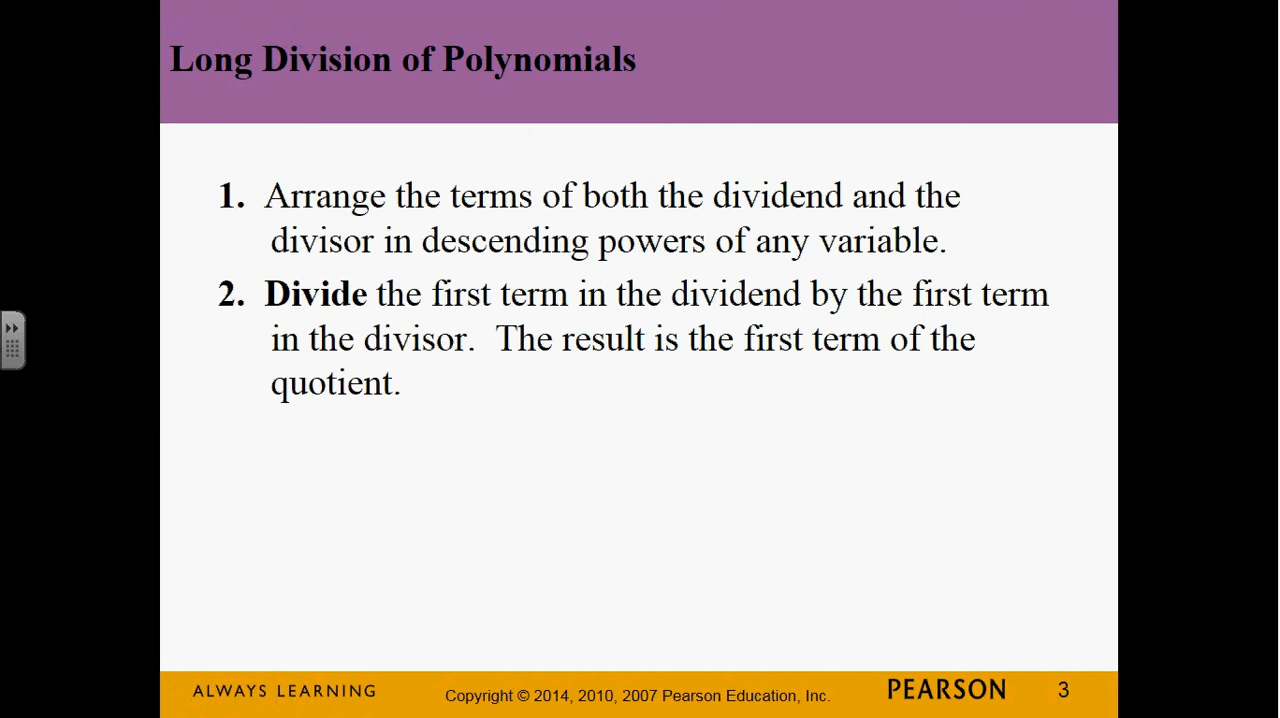 Long Division of Polynomials
1. Arrange the terms of both the dividend and the
divisor in descending powers of any variable.
2. Divide the first term in the dividend by the first term
in the divisor. The result is the first term of the
quotient.
ALWAYS LEARNING
Copyright © 2014, 2010, 2007 Pearson Education, Inc.
PEARSON
3